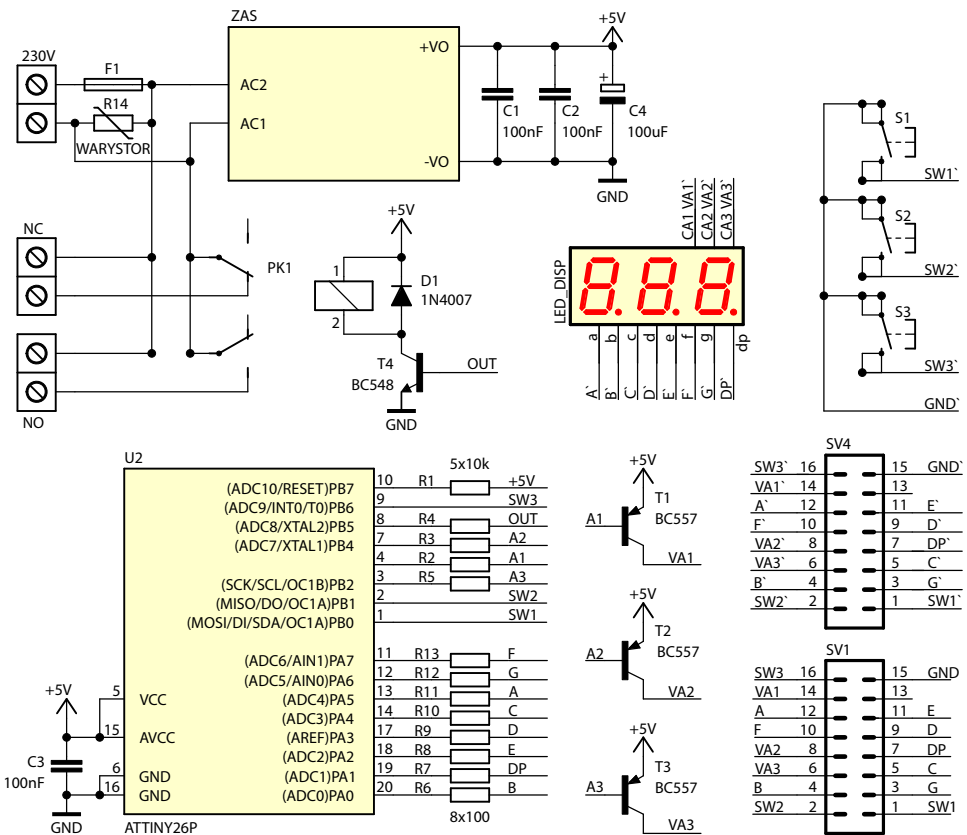 ZAS
230V
F1
R14
WARYSTOR
AC2
AC1
+VO
-VO
+5V
C1
100nF
C2
100nF
+
C4
100uF
GND
NC
PK1
NO
+5V
1
2
D1
1N4007
T4
BC548
OUT
GND
CA1 VA1`
CA2 VA2`
CA3 VA3`
LED_DISP
8.8.8.
a
b
c
d
e
f
g
dp
A`
B`
C`
D`
E`
F`
G`
DP`
S1
SW1`
S2
SW2`
S3
SW3`
GND`
U2
5x10k
(ADC10/RESET)PB7 10 R1 +5V
(ADC9/INT0/T0)PB6 9 SW3
(ADC8/XTAL2)PB5 8 R4 OUT
(ADC7/XTAL1)PB4 7 R3 A2
4 R2 A1
(SCK/SCL/OC1B)PB2 3 R5 A3
(MISO/DO/OC1A)PB1 2 SW2
(MOSI/DI/SDA/OC1A)PB0 1 SW1
(ADC6/AIN1)PA7 11 R13 F
(ADC5/AIN0)PA6 12 R12 G
(ADC4)PA5 13 R11 A
(ADC3)PA4 14 R10 C
(AREF)PA3 17 R9 D
(ADC2)PA2 18 R8 E
(ADC1)PA1 19 R7 DP
(ADC0)PA0 20 R6 B
8x100
+5V
5 VCC
15 AVCC
6 GND
16 GND
C3
100nF
GND
ATTINY26P
+5V
T1
A1
BC557
VA1
+5V
T2
A2
BC557
VA2
+5V
T3
A3
BC557
VA3
SV4
SW3` 16 15 GND`
VA1` 14 13
A` 12 11 E`
F` 10 9 D`
VA2` 8 7 DP`
VA3` 6 5 C`
B` 4 3 G`
SW2` 2 1 SW1`
SV1
SW3 16 15 GND
VA1 14 13
A 12 11 E
F 10 9 D
VA2 8 7 DP
VA3 6 5 C
B 4 3 G
SW2 2 1 SW1